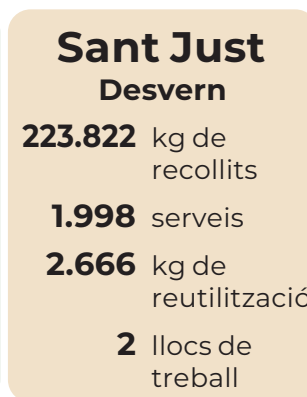 Sant Just
Desvern
223.822 kg de
recollits
1.998 serveis
2.666 kg de
reutilització
2 llocs de
treball